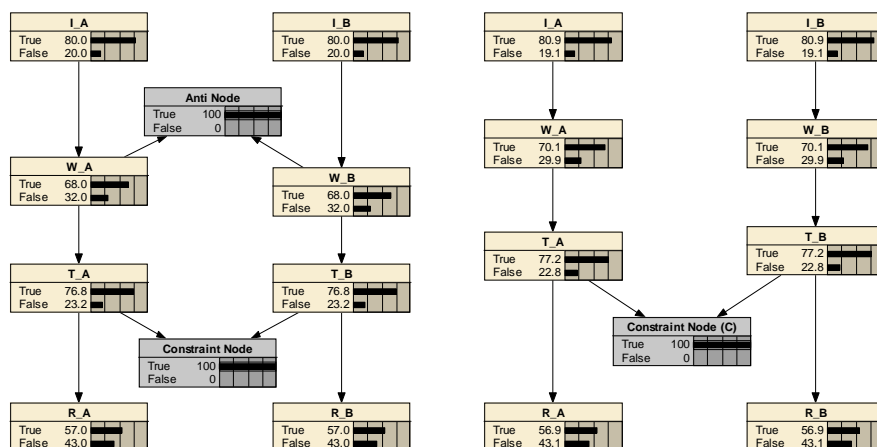 I_A
True 80.0
False 20.0
I_B
True 80.0
False 20.0
Anti Node
True 100
False 0
W_A
True 68.0
False 32.0
W_B
True 68.0
False 32.0
T_A
True 76.8
False 23.2
T_B
True 76.8
False 23.2
Constraint Node
True 100
False 0
R_A
True 57.0
False 43.0
R_B
True 57.0
False 43.0
I_A
True 80.9
False 19.1
I_B
True 80.9
False 19.1
W_A
True 70.1
False 29.9
W_B
True 70.1
False 29.9
T_A
True 77.2
False 22.8
T_B
True 77.2
False 22.8
Constraint Node (C)
True 100
False 0
R_A
True 56.9
False 43.1
R_B
True 56.9
False 43.1